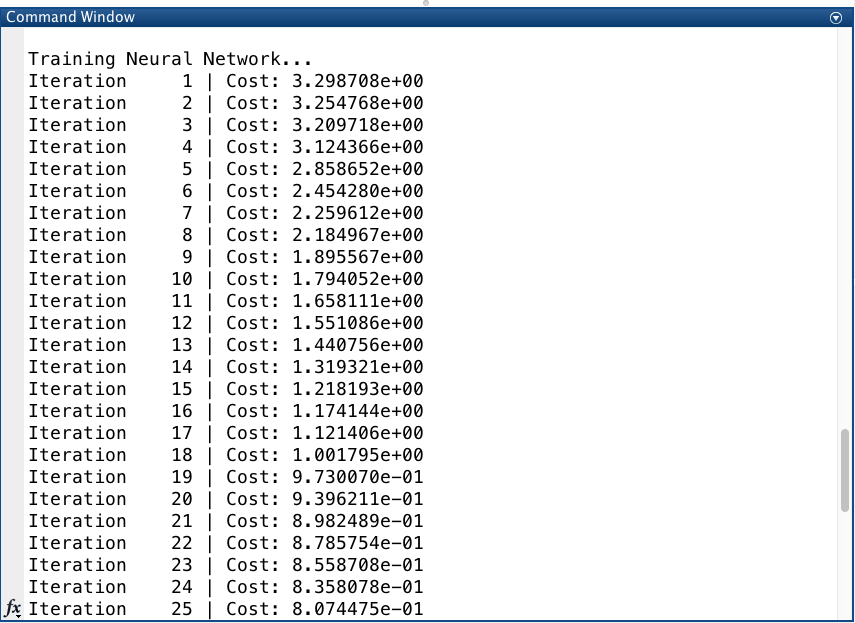 Command Window
Training Neural Network...
Iteration     1 | Cost: 3.298708e+00
Iteration     2 | Cost: 3.254768e+00
Iteration     3 | Cost: 3.209718e+00
Iteration     4 | Cost: 3.124366e+00
Iteration     5 | Cost: 2.858652e+00
Iteration     6 | Cost: 2.454280e+00
Iteration     7 | Cost: 2.259612e+00
Iteration     8 | Cost: 2.184967e+00
Iteration     9 | Cost: 1.895567e+00
Iteration    10 | Cost: 1.794052e+00
Iteration    11 | Cost: 1.658111e+00
Iteration    12 | Cost: 1.551086e+00
Iteration    13 | Cost: 1.440756e+00
Iteration    14 | Cost: 1.319321e+00
Iteration    15 | Cost: 1.218193e+00
Iteration    16 | Cost: 1.174144e+00
Iteration    17 | Cost: 1.121406e+00
Iteration    18 | Cost: 1.001795e+00
Iteration    19 | Cost: 9.730070e-01
Iteration    20 | Cost: 9.396211e-01
Iteration    21 | Cost: 8.982489e-01
Iteration    22 | Cost: 8.785754e-01
Iteration    23 | Cost: 8.558708e-01
Iteration    24 | Cost: 8.358078e-01
fx Iteration    25 | Cost: 8.074475e-01